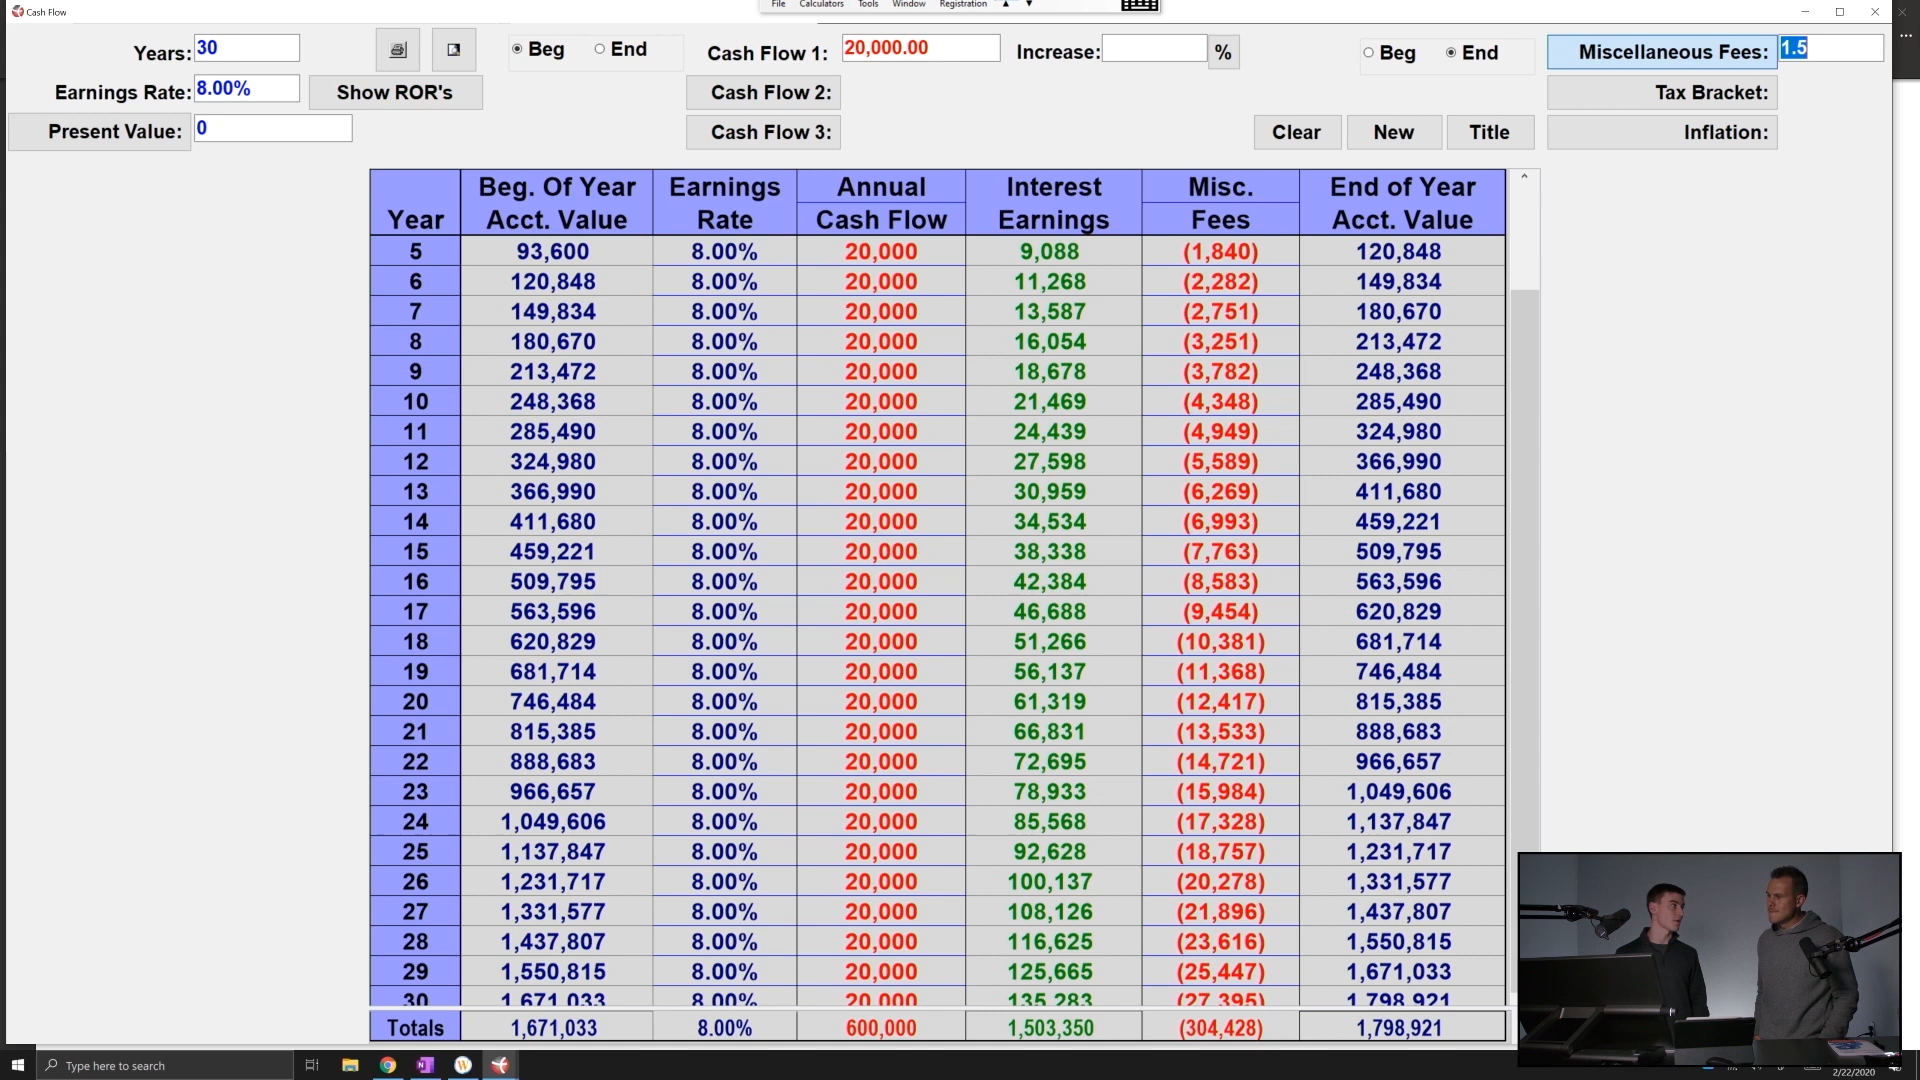 Cash Flow
File Calculators Tools Window Registration
Years: 30
Beg End
Cash Flow 1: 20,000.00
Increase: %
Beg End
Miscellaneous Fees: 1.5
Earnings Rate: 8.00%
Show ROR's
Cash Flow 2:
Tax Bracket:
Present Value: 0
Cash Flow 3:
Clear New Title
Inflation:
Year Beg. Of Year Acct. Value Earnings Rate Annual Cash Flow Interest Earnings Misc. Fees End of Year Acct. Value
5 93,600 8.00% 20,000 9,088 (1,840) 120,848
6 120,848 8.00% 20,000 11,268 (2,282) 149,834
7 149,834 8.00% 20,000 13,587 (2,751) 180,670
8 180,670 8.00% 20,000 16,054 (3,251) 213,472
9 213,472 8.00% 20,000 18,678 (3,782) 248,368
10 248,368 8.00% 20,000 21,469 (4,348) 285,490
11 285,490 8.00% 20,000 24,439 (4,949) 324,980
12 324,980 8.00% 20,000 27,598 (5,589) 366,990
13 366,990 8.00% 20,000 30,959 (6,269) 411,680
14 411,680 8.00% 20,000 34,534 (6,993) 459,221
15 459,221 8.00% 20,000 38,338 (7,763) 509,795
16 509,795 8.00% 20,000 42,384 (8,583) 563,596
17 563,596 8.00% 20,000 46,688 (9,454) 620,829
18 620,829 8.00% 20,000 51,266 (10,381) 681,714
19 681,714 8.00% 20,000 56,137 (11,368) 746,484
20 746,484 8.00% 20,000 61,319 (12,417) 815,385
21 815,385 8.00% 20,000 66,831 (13,533) 888,683
22 888,683 8.00% 20,000 72,695 (14,721) 966,657
23 966,657 8.00% 20,000 78,933 (15,984) 1,049,606
24 1,049,606 8.00% 20,000 85,568 (17,328) 1,137,847
25 1,137,847 8.00% 20,000 92,628 (18,757) 1,231,717
26 1,231,717 8.00% 20,000 100,137 (20,278) 1,331,577
27 1,331,577 8.00% 20,000 108,126 (21,896) 1,437,807
28 1,437,807 8.00% 20,000 116,625 (23,616) 1,550,815
29 1,550,815 8.00% 20,000 125,665 (25,447) 1,671,033
30 1,671,033 8.00% 20,000 135,283 (27,395) 1,798,921
Totals 1,671,033 8.00% 600,000 1,503,350 (304,428) 1,798,921
Type here to search
2/22/2020